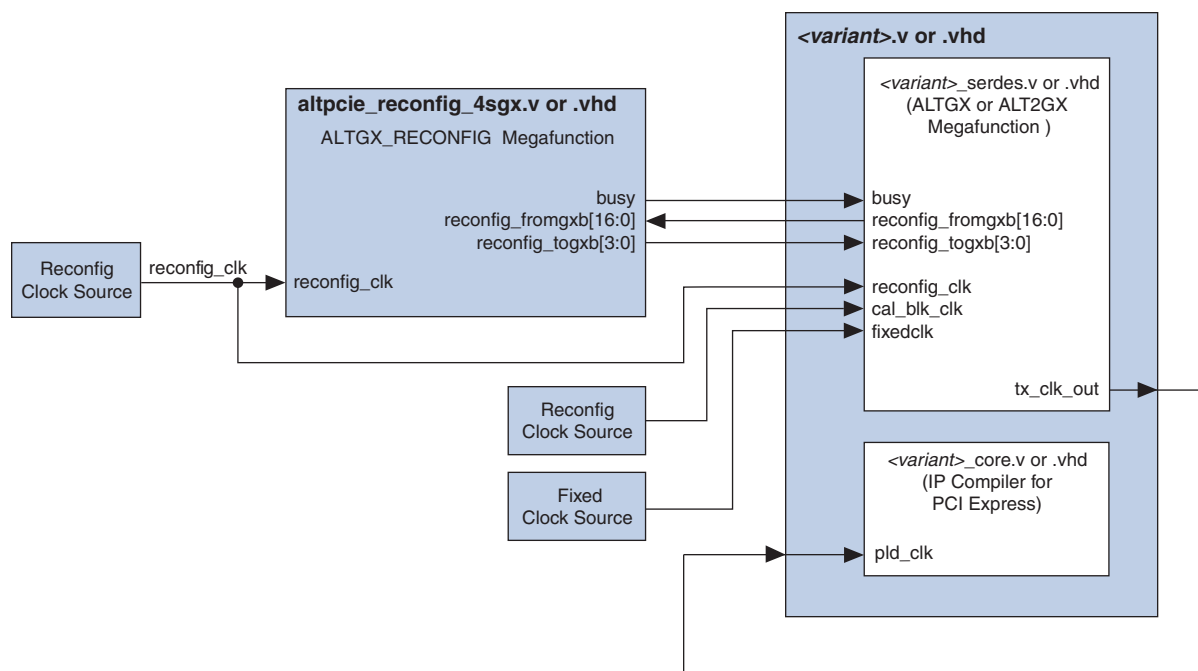 <variant>.v or .vhd
<variant>_serdes.v or .vhd
(ALTGX or ALT2GX
Megafunction )
altpcie_reconfig_4sgx.v or .vhd
ALTGX_RECONFIG Megafunction
busy
reconfig_fromgxb[16:0]
reconfig_togxb[3:0]
reconfig_clk
busy
reconfig_fromgxb[16:0]
reconfig_togxb[3:0]
reconfig_clk
cal_blk_clk
fixedclk
tx_clk_out
Reconfig
Clock Source
reconfig_clk
Reconfig
Clock Source
Fixed
Clock Source
<variant>_core.v or .vhd
(IP Compiler for
PCI Express)
pld_clk